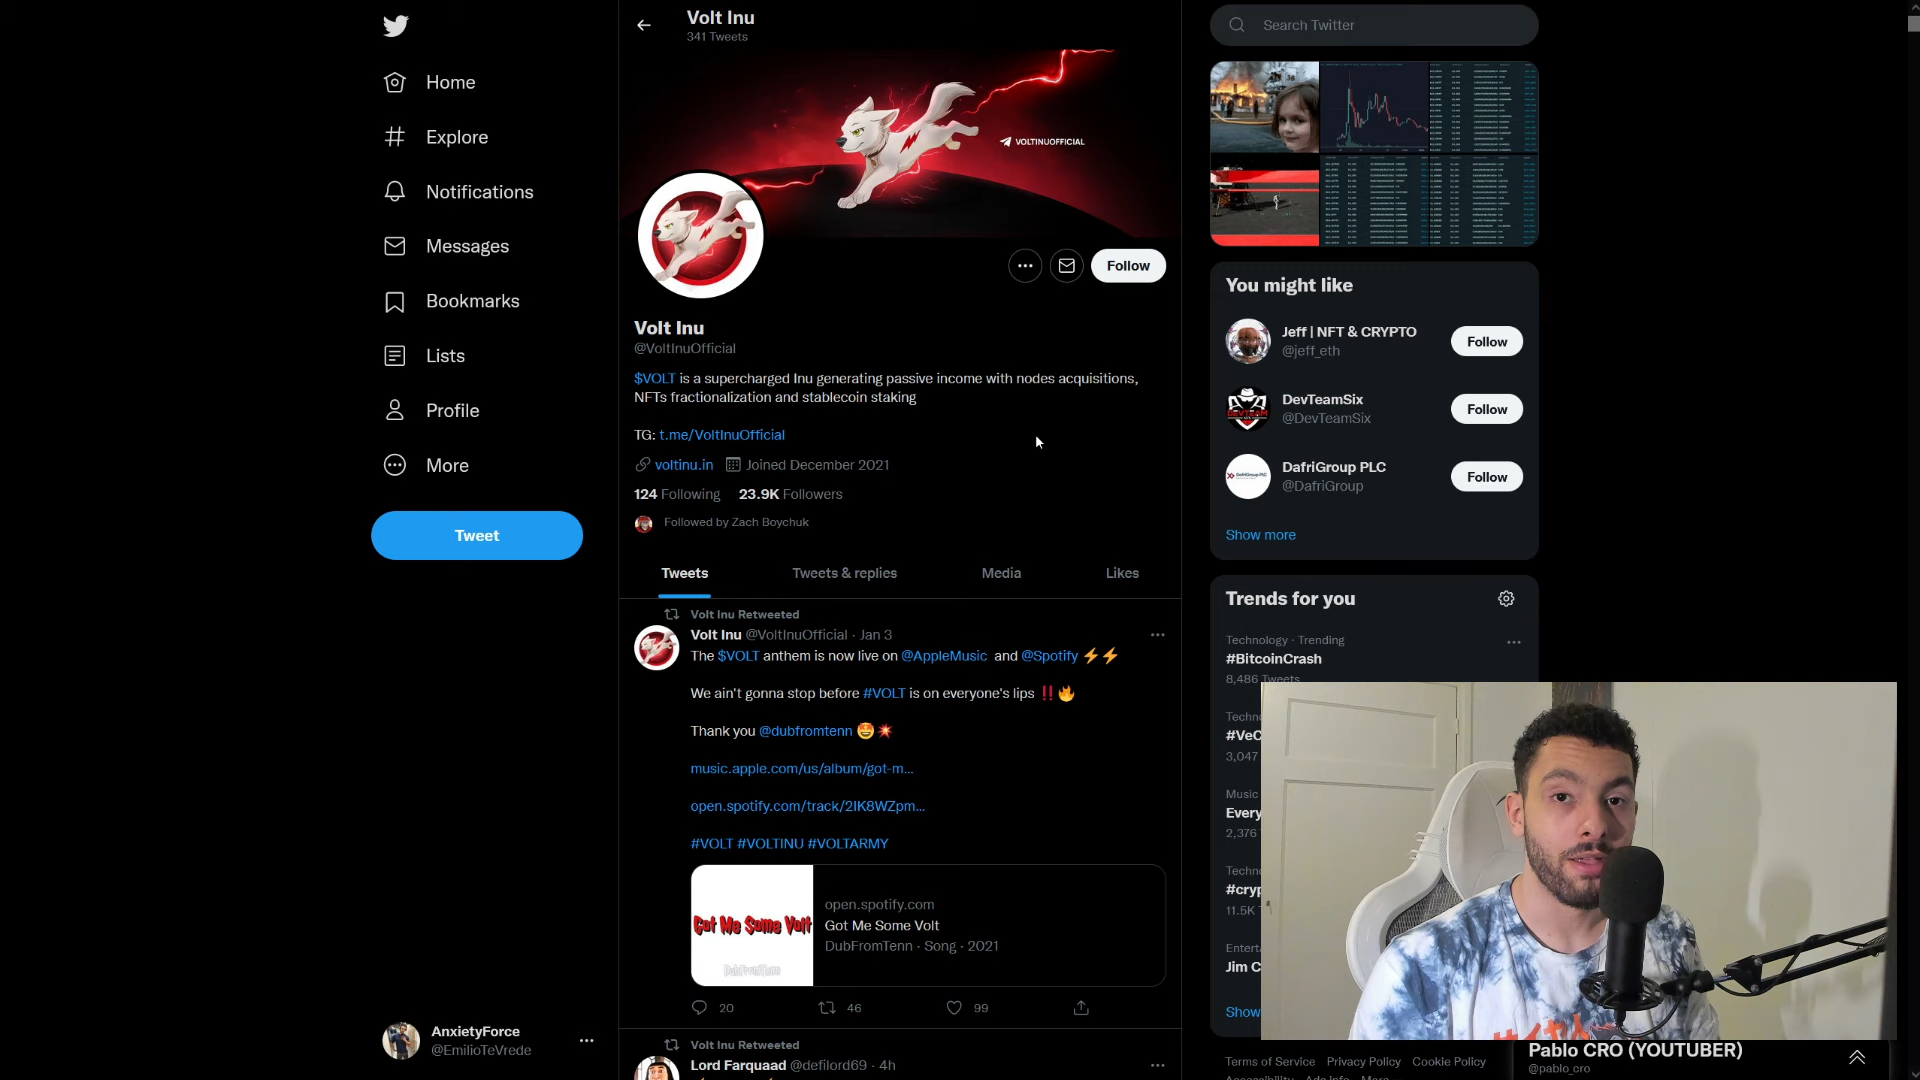 Volt Inu
341 Tweets
Home
Explore
Notifications
Messages
Bookmarks
Lists
Profile
More
Tweet
AnxietyForce
@EmilioTeVrede
VOLTINUOFFICIAL
Follow
Volt Inu
@VoltInuOfficial
$VOLT is a supercharged Inu generating passive income with nodes acquisitions,
NFTs fractionalization and stablecoin staking
TG: t.me/VoltInuOfficial
voltinu.in Joined December 2021
124 Following 23.9K Followers
Followed by Zach Boychuk
Tweets Tweets & replies Media Likes
Volt Inu Retweeted
Volt Inu @VoltInuOfficial · Jan 3
The $VOLT anthem is now live on @AppleMusic and @Spotify ⚡⚡
We ain't gonna stop before #VOLT is on everyone's lips ‼️🔥
Thank you @dubfromtenn 🤩💥
music.apple.com/us/album/got-m...
open.spotify.com/track/2IK8WZpm...
#VOLT #VOLTINU #VOLTARMY
Got Me Some Volt
DubFromTenn
open.spotify.com
Got Me Some Volt
DubFromTenn · Song · 2021
20 46 99
Volt Inu Retweeted
Lord Farquaad @defilord69 · 4h
Search Twitter
You might like
Jeff | NFT & CRYPTO
@jeff_eth
Follow
DevTeamSix
@DevTeamSix
Follow
DafriGroup PLC
@DafriGroup
Follow
Show more
Trends for you
Technology · Trending
#BitcoinCrash
8,486 Tweets
Techn
#VeC
3,047
Music
Every
2,376
Techn
#cryp
11.5K
Entert
Jim C
Show
Terms of Service Privacy Policy Cookie Policy
Pablo CRO (YOUTUBER)
@pablo_cro